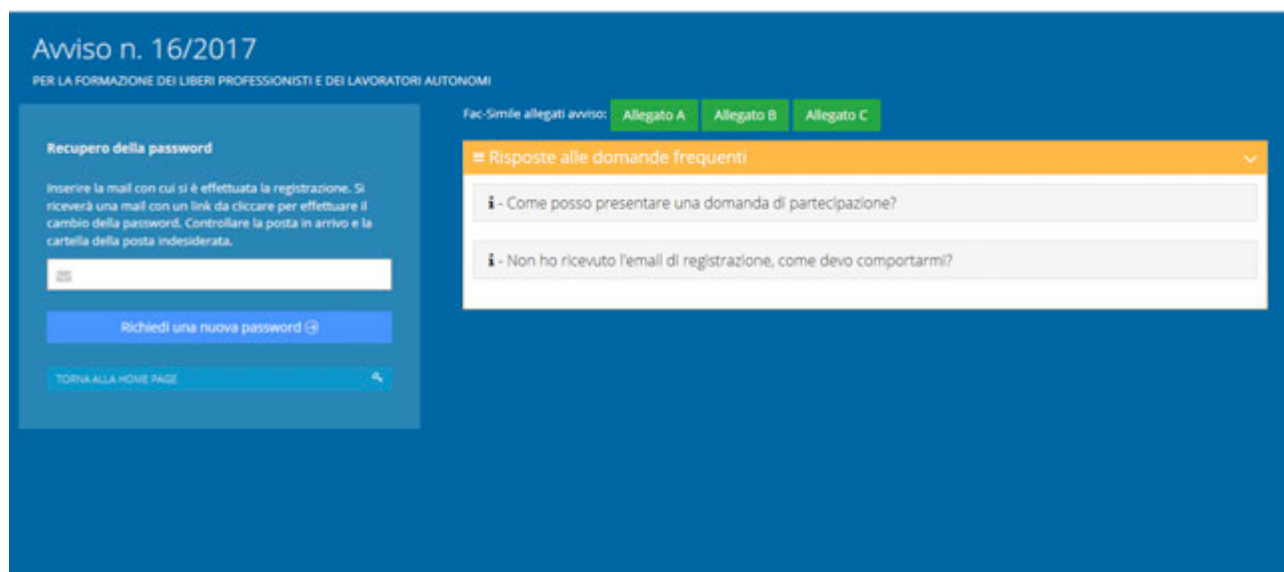 Avviso n. 16/2017
PER LA FORMAZIONE DEI LIBERI PROFESSIONISTI E DEI LAVORATORI AUTONOMI
Recupero della password
Inserire la mail con cui si è effettuata la registrazione. Si
riceverà una mail con un link da cliccare per effettuare il
cambio della password. Controllare la posta in arrivo e la
cartella della posta indesiderata.
Richiedi una nuova password
TORNA ALLA HOME PAGE
Fac-Simile allegati avviso: Allegato A Allegato B Allegato C
Risposte alle domande frequenti
i - Come posso presentare una domanda di partecipazione?
i - Non ho ricevuto l'email di registrazione, come devo comportarmi?